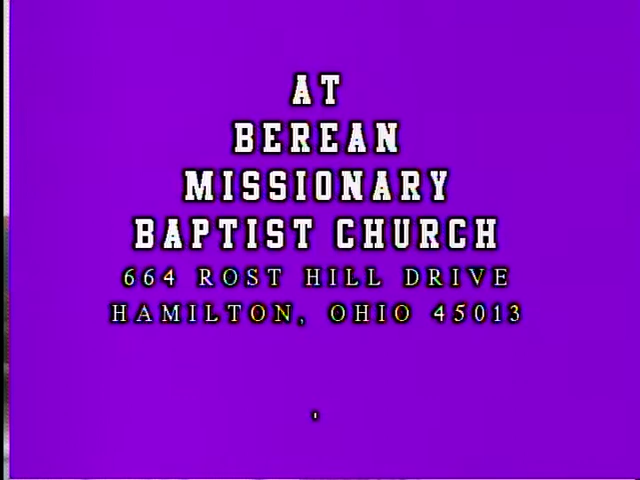 AT
BEREAN
MISSIONARY
BAPTIST CHURCH
664 ROST HILL DRIVE
HAMILTON, OHIO 45013